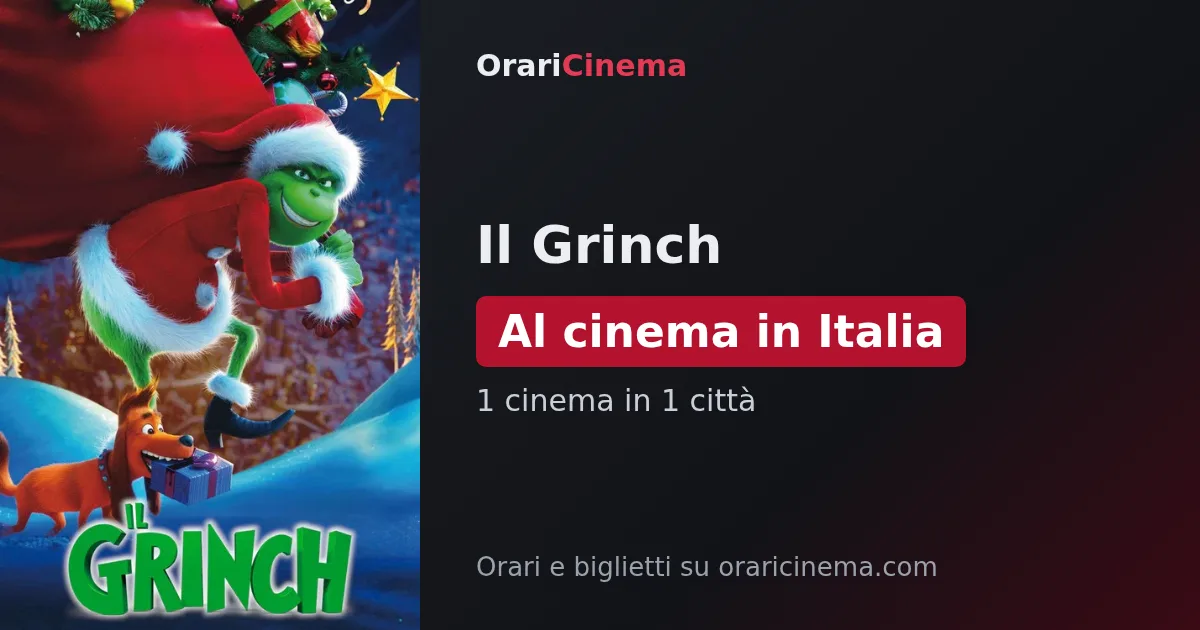 OrariCinema
Il Grinch
Al cinema in Italia
1 cinema in 1 città
Orari e biglietti su oraricinema.com
IL
GRINCH